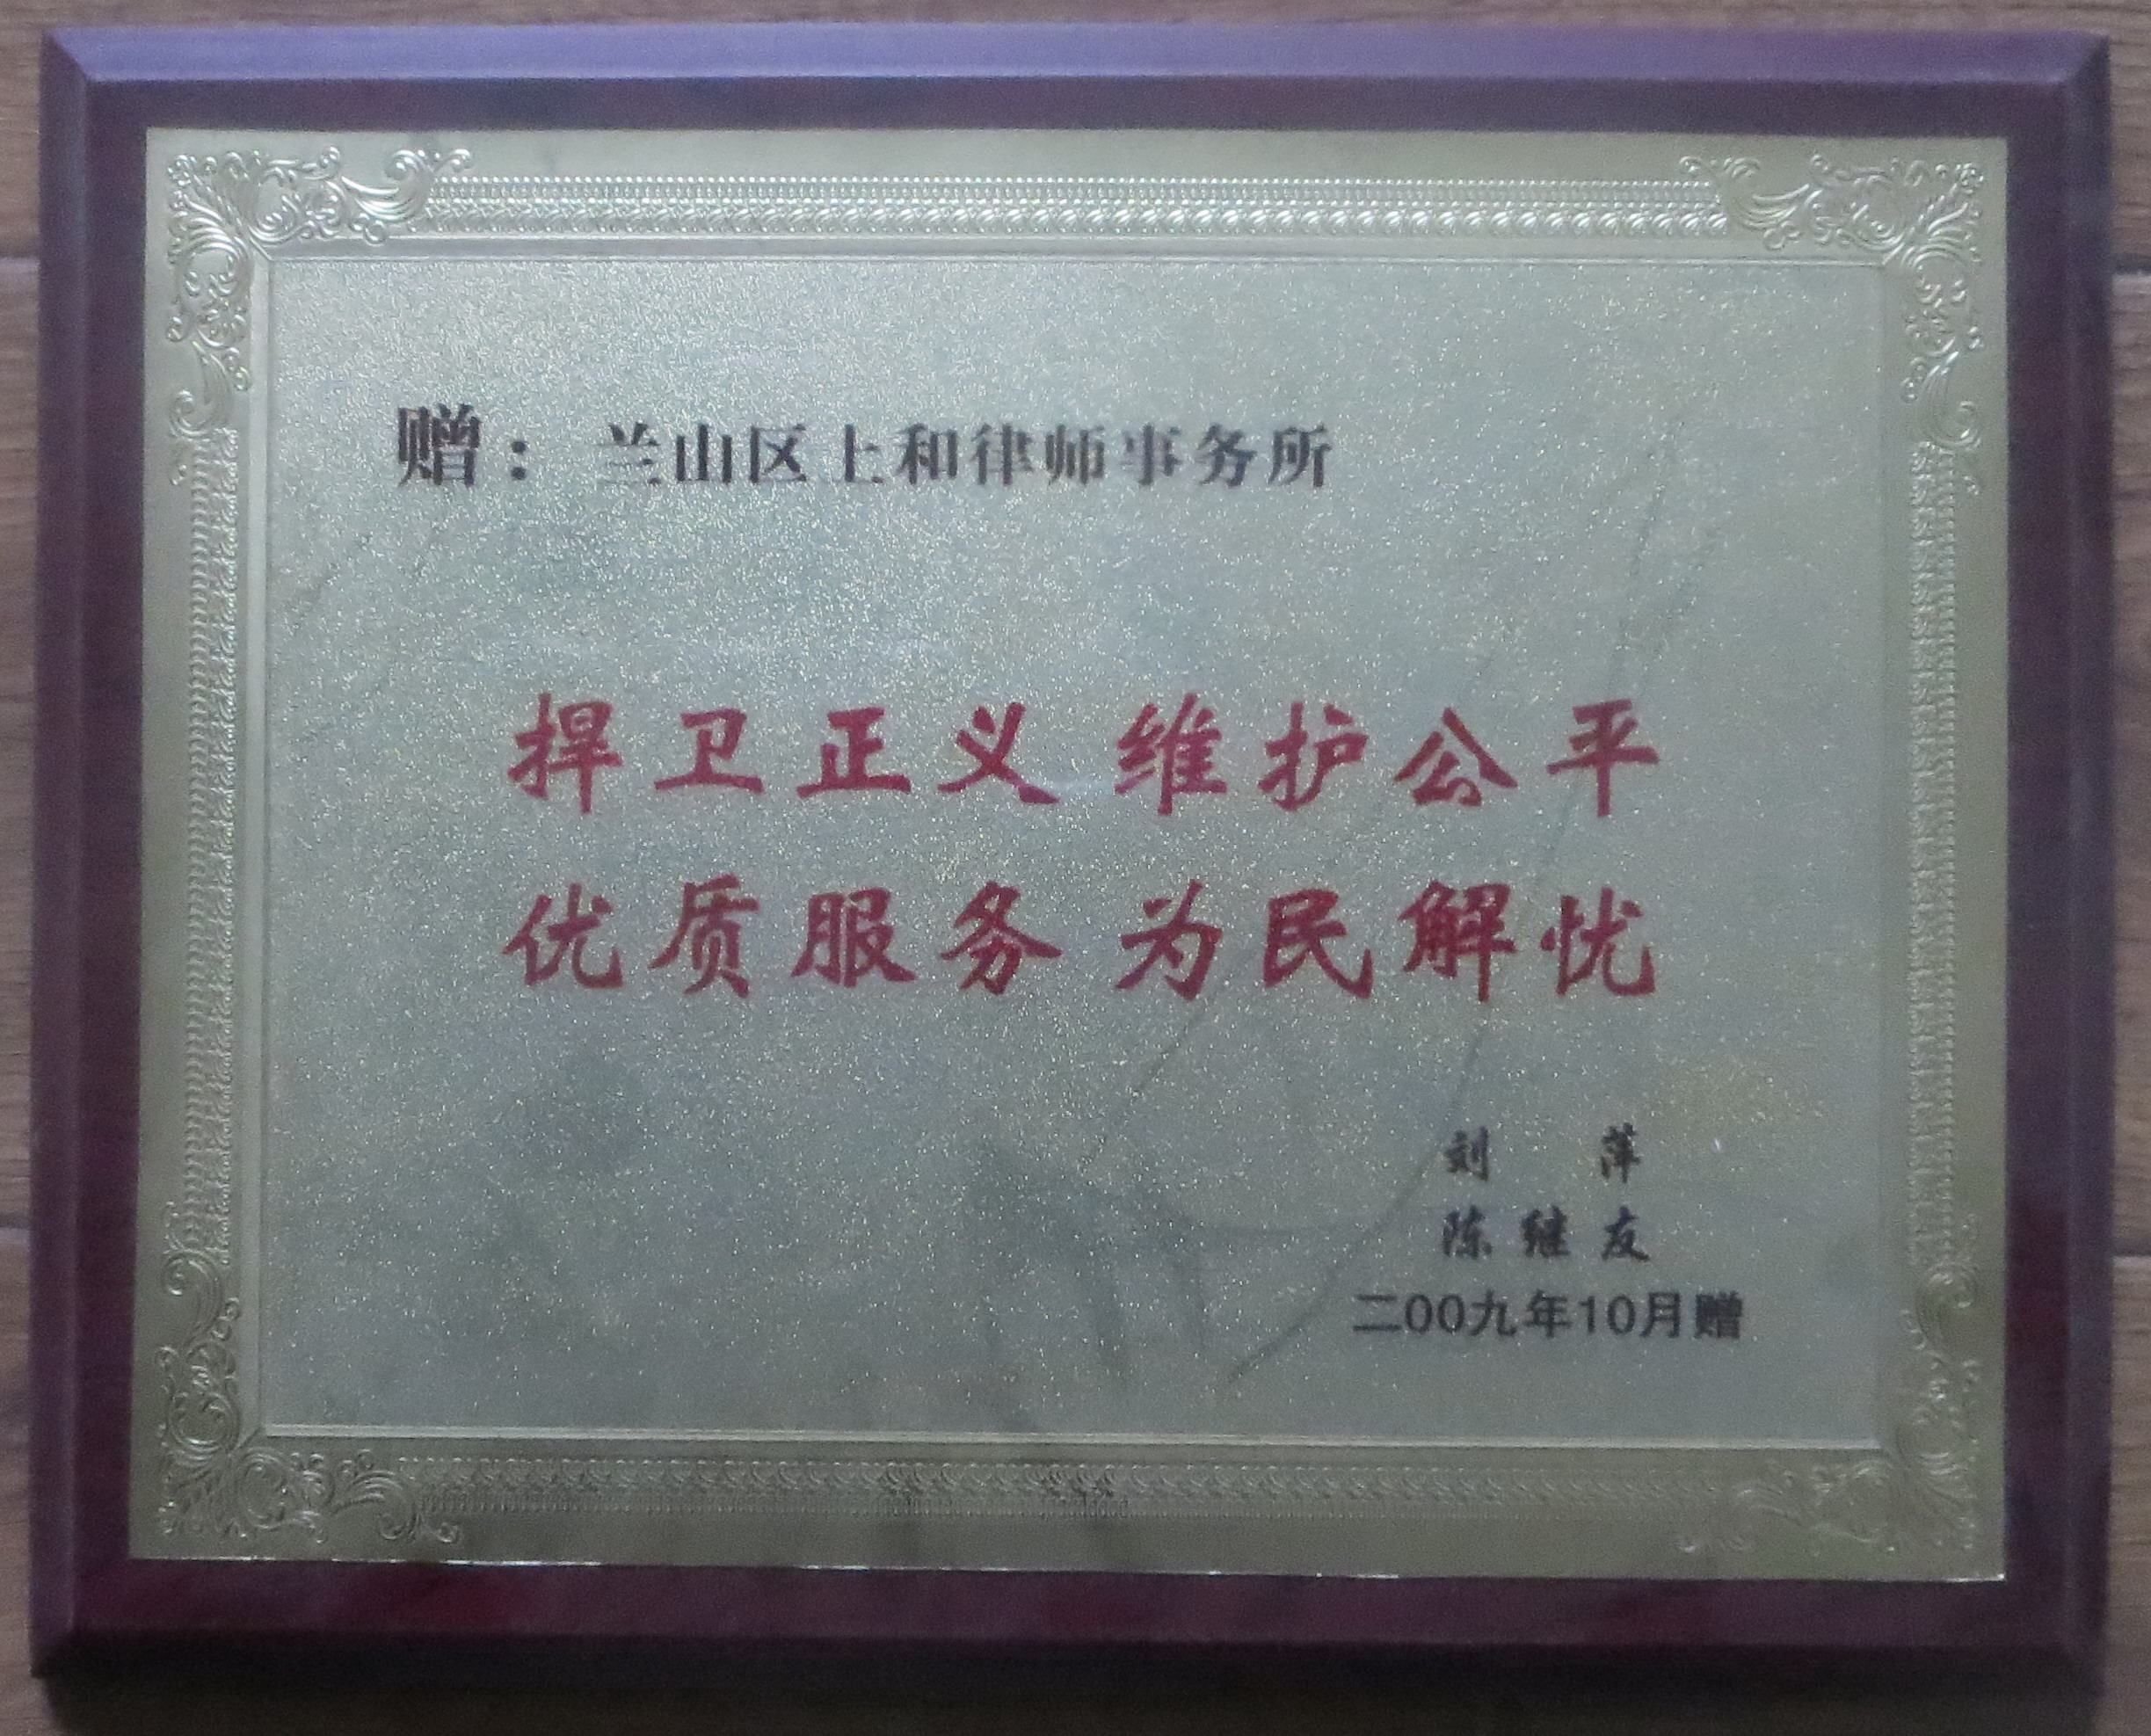 赠：兰山区上和律师事务所
捍卫正义 维护公平
优质服务 为民解忧
刘 萍
陈继友
二00九年10月赠